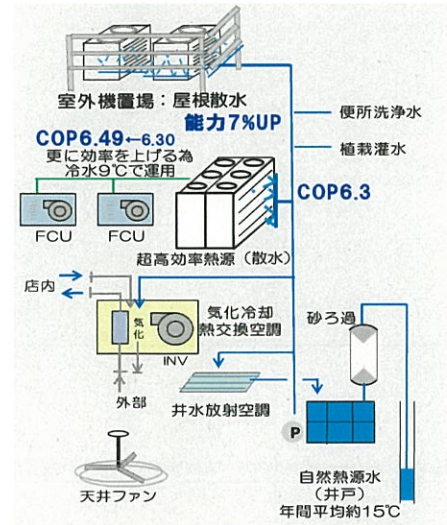 室外機置場：屋根散水
能力7%UP
便所洗浄水
植栽灌水
COP6.49←6.30
更に効率を上げる為
冷水9℃で運用
COP6.3
FCU
FCU
超高効率熱源（散水）
店内
気化
気化冷却
熱交換空調
INV
外部
砂ろ過
井水放射空調
P
天井ファン
自然熱源水
（井戸）
年間平均約15℃